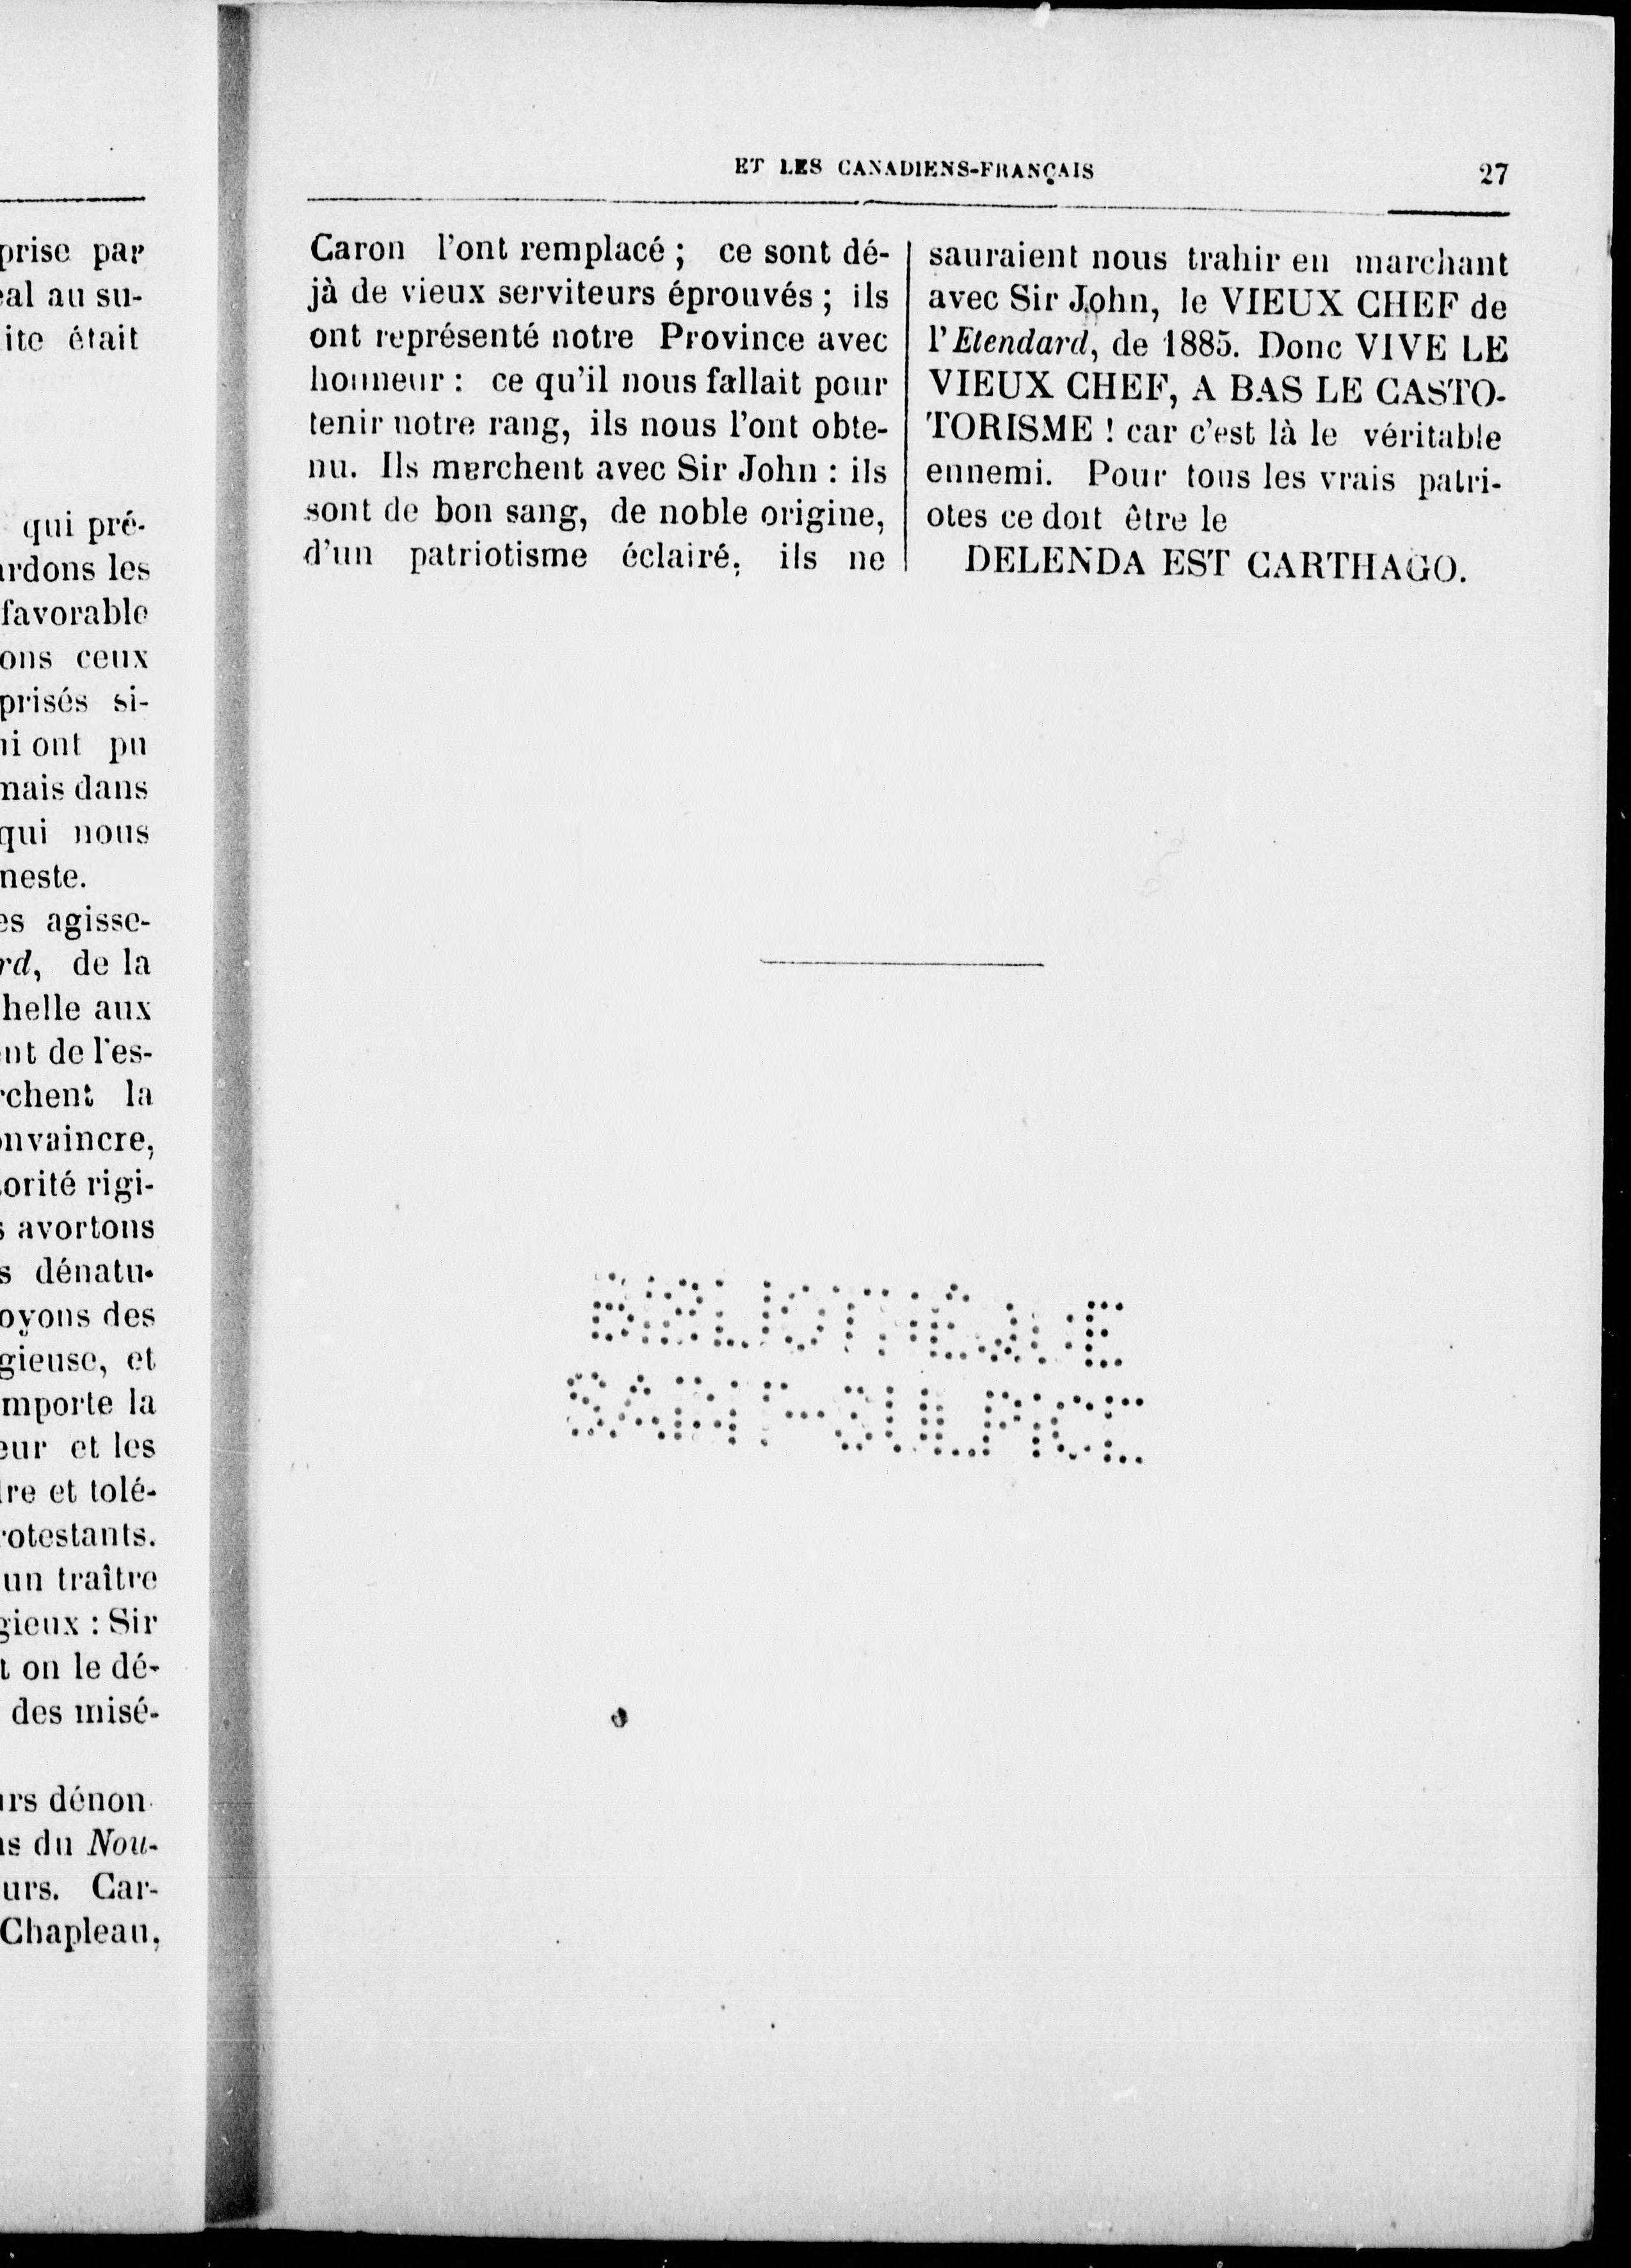 prise par
al au su-
ite était
qui pré-
ardons les
favorable
ons ceux
prisés si-
ont pu
mais dans
qui nous
neste.
es agisse-
rd, de la
helle aux
nt de l'es-
rchent la
onvaincre,
orité rigi-
s avortons
s dénatu-
oyons des
gieuse, et
mporte la
eur et les
dre et tolé-
rotestants.
un traître
gieux : Sir
t on le dé-
des misé-
urs dénon
ns du Nou-
urs. Car-
Chapleau,
ET LES CANADIENS-FRANÇAIS 27
Caron l'ont remplacé ; ce sont dé-
jà de vieux serviteurs éprouvés ; ils
ont représenté notre Province avec
honneur : ce qu'il nous fallait pour
tenir notre rang, ils nous l'ont obte-
nu. Ils merchent avec Sir John : ils
sont de bon sang, de noble origine,
d'un patriotisme éclairé, ils ne
sauraient nous trahir en marchant
avec Sir John, le VIEUX CHEF de
l'Etendard, de 1885. Donc VIVE LE
VIEUX CHEF, A BAS LE CASTO-
TORISME ! car c'est là le véritable
ennemi. Pour tous les vrais patri-
otes ce doit être le
DELENDA EST CARTHAGO.
BIBLIOTHÈQUE
SAINT-SULPICE